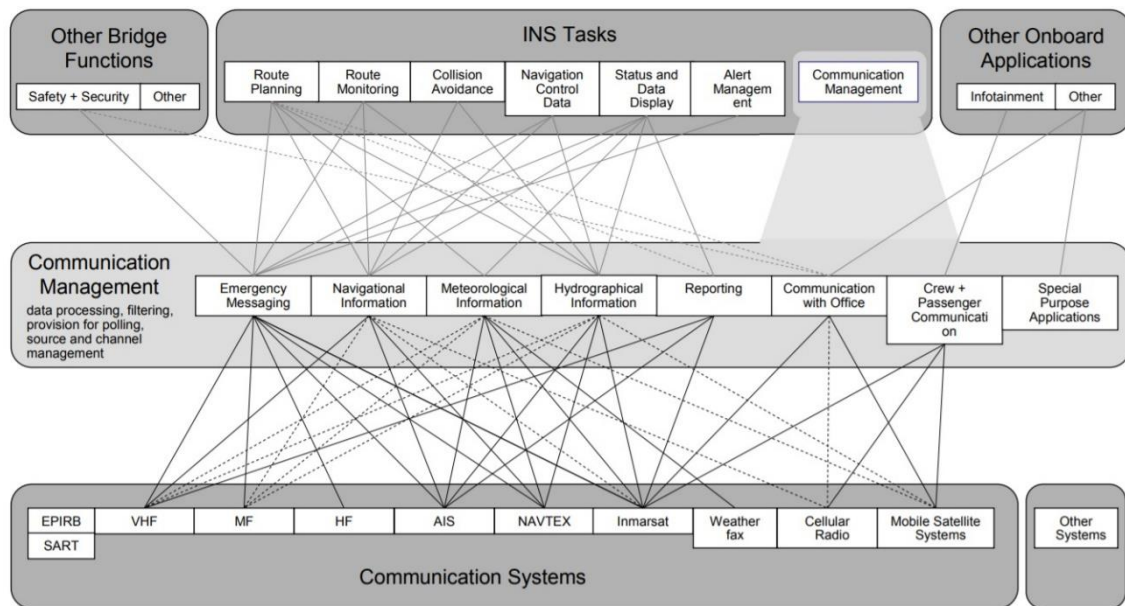 Other Bridge
Functions
Safety + Security
Other
INS Tasks
Route
Planning
Route
Monitoring
Collision
Avoidance
Navigation
Control
Data
Status and
Data
Display
Alert
Managem
ent
Communication
Management
Other Onboard
Applications
Infotainment
Other
Communication
Management
data processing, filtering,
provision for polling,
source and channel
management
Emergency
Messaging
Navigational
Information
Meteorological
Information
Hydrographical
Information
Reporting
Communication
with Office
Crew +
Passenger
Communicati
on
Special
Purpose
Applications
EPIRB
SART
VHF
MF
HF
AIS
NAVTEX
Inmarsat
Weather
fax
Cellular
Radio
Mobile Satellite
Systems
Communication Systems
Other
Systems